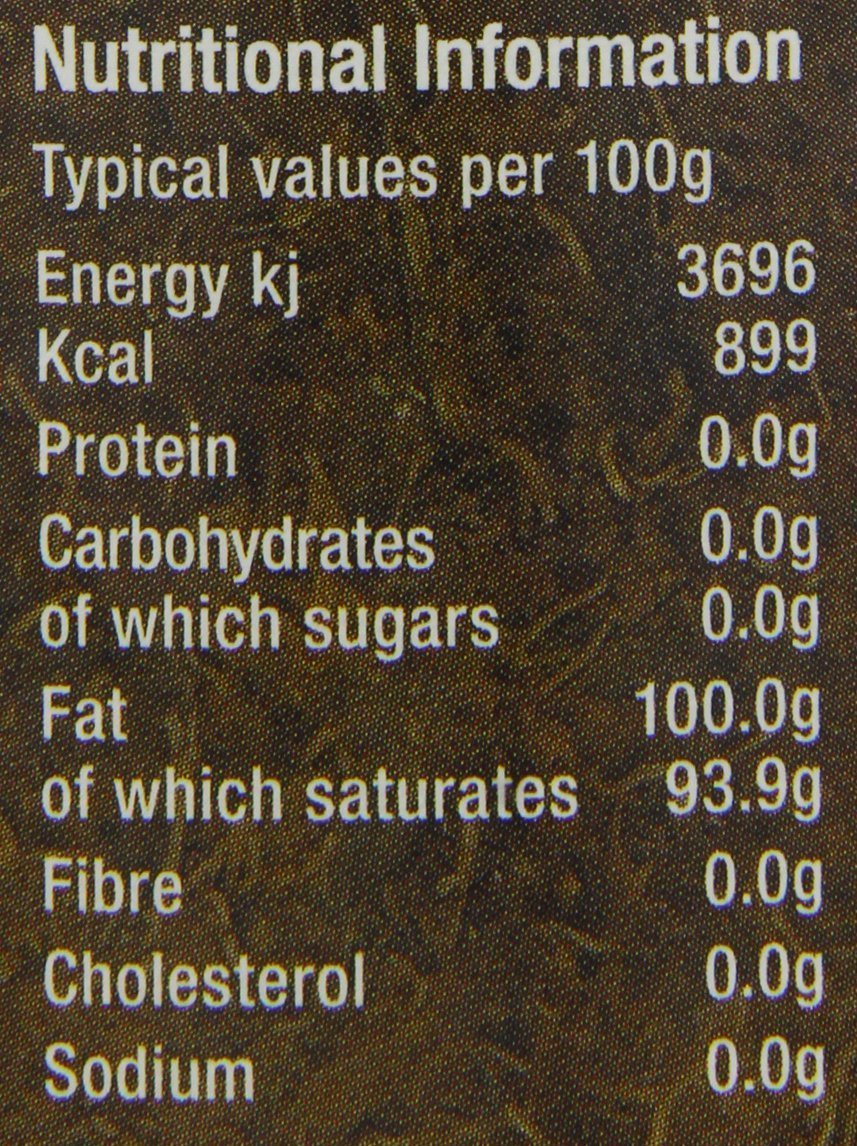 Nutritional Information
Typical values per 100g
Energy kj 3696
Kcal 899
Protein 0.0g
Carbohydrates 0.0g
of which sugars 0.0g
Fat 100.0g
of which saturates 93.9g
Fibre 0.0g
Cholesterol 0.0g
Sodium 0.0g